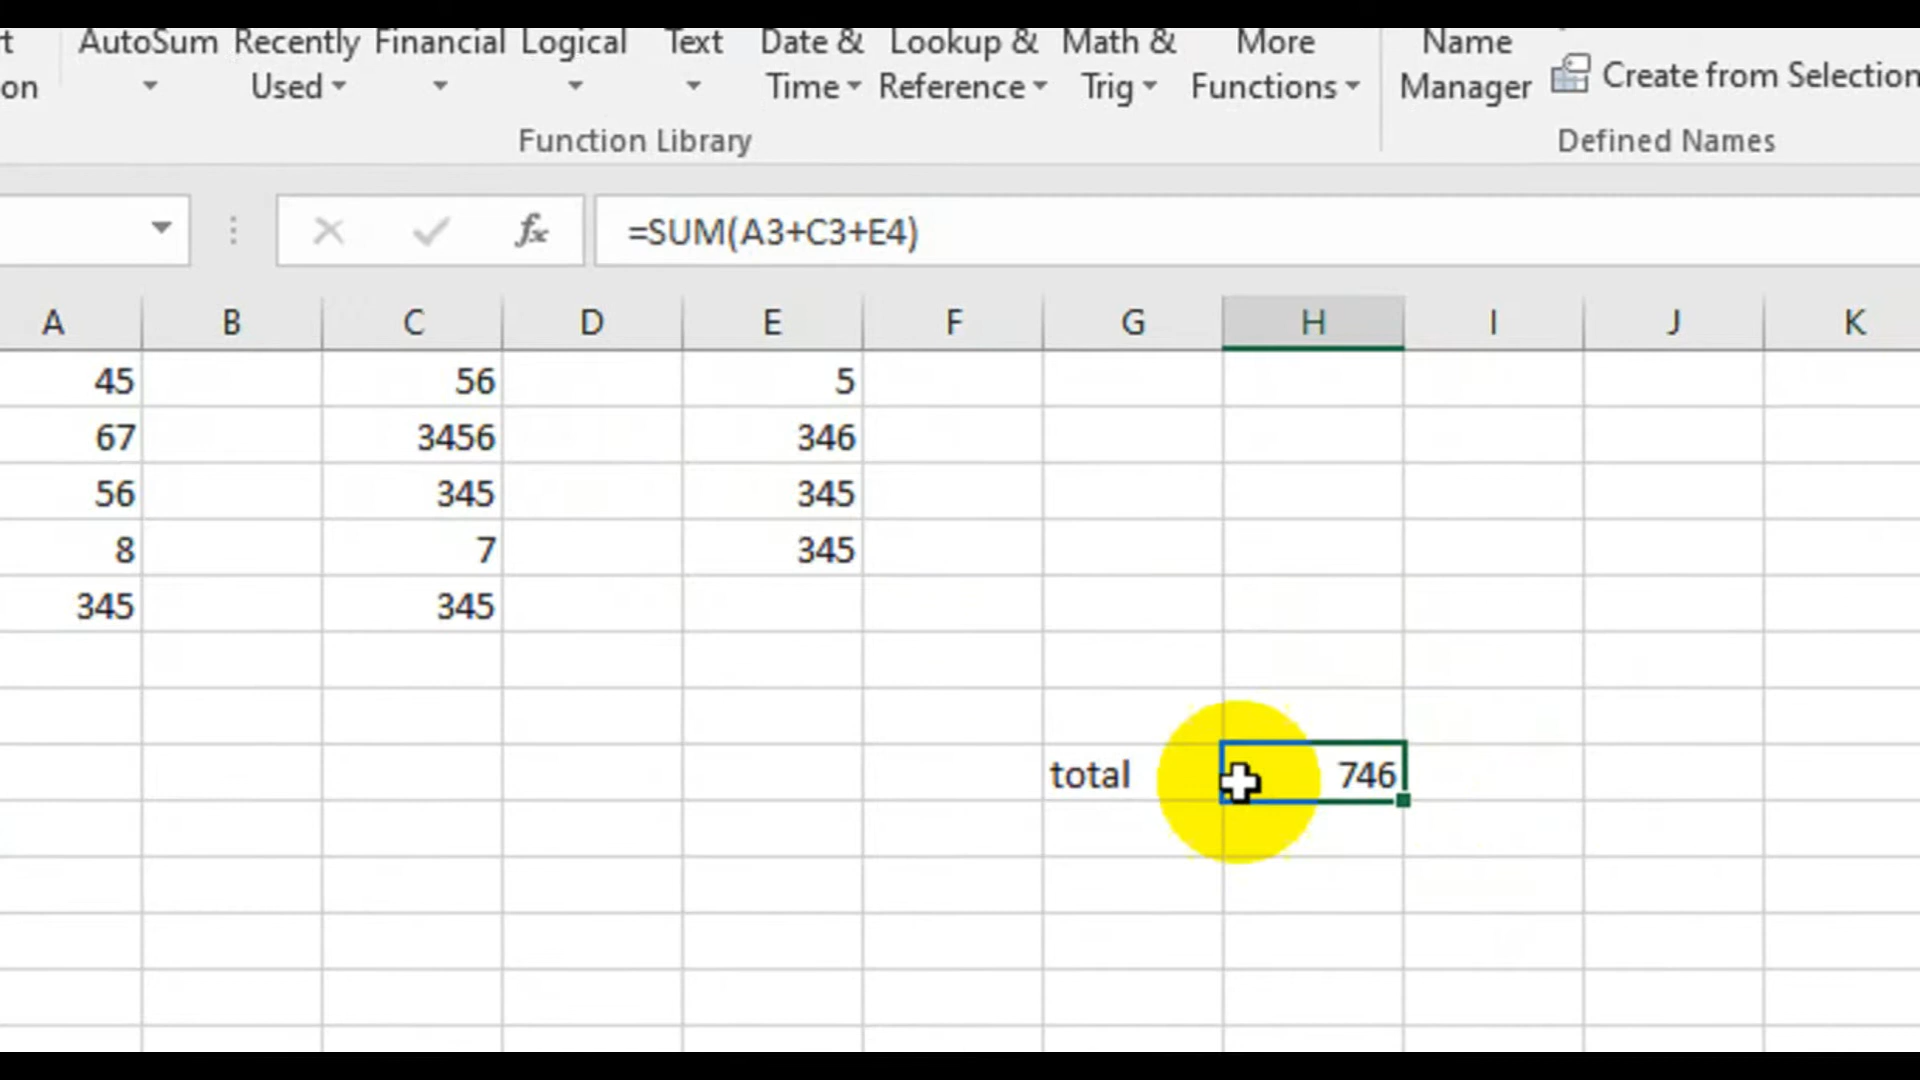 AutoSum Recently Financial Logical Text Date & Lookup & Math & More Name
Used Time Reference Trig Functions Manager Create from Selection
Function Library Defined Names
fx =SUM(A3+C3+E4)
A B C D E F G H I J K
45 56 5
67 3456 346
56 345 345
8 7 345
345 345
total 746